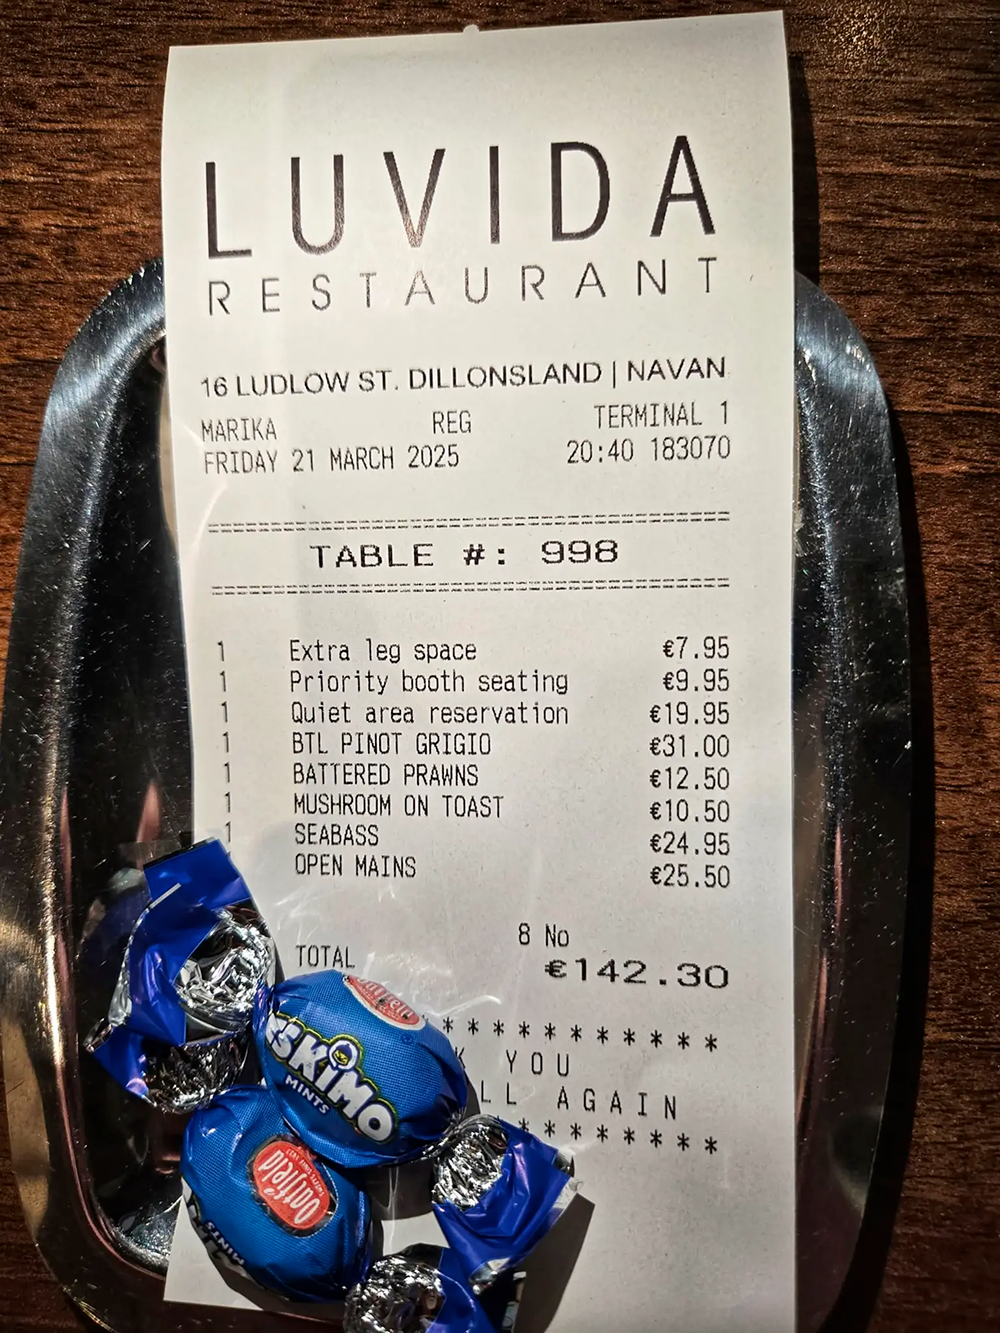 LUVIDA
RESTAURANT
16 LUDLOW ST. DILLONSLAND | NAVAN
MARIKA REG TERMINAL 1
FRIDAY 21 MARCH 2025 20:40 183070
TABLE #: 998
1 Extra leg space €7.95
1 Priority booth seating €9.95
1 Quiet area reservation €19.95
1 BTL PINOT GRIGIO €31.00
1 BATTERED PRAWNS €12.50
1 MUSHROOM ON TOAST €10.50
1 SEABASS €24.95
OPEN MAINS €25.50
8 No
TOTAL €142.30
* * * * * * * * * * * *
K YOU
LL AGAIN
* * * * * * * *
Oatfield
ESKIMO
MINTS
Oatfield
MINTS